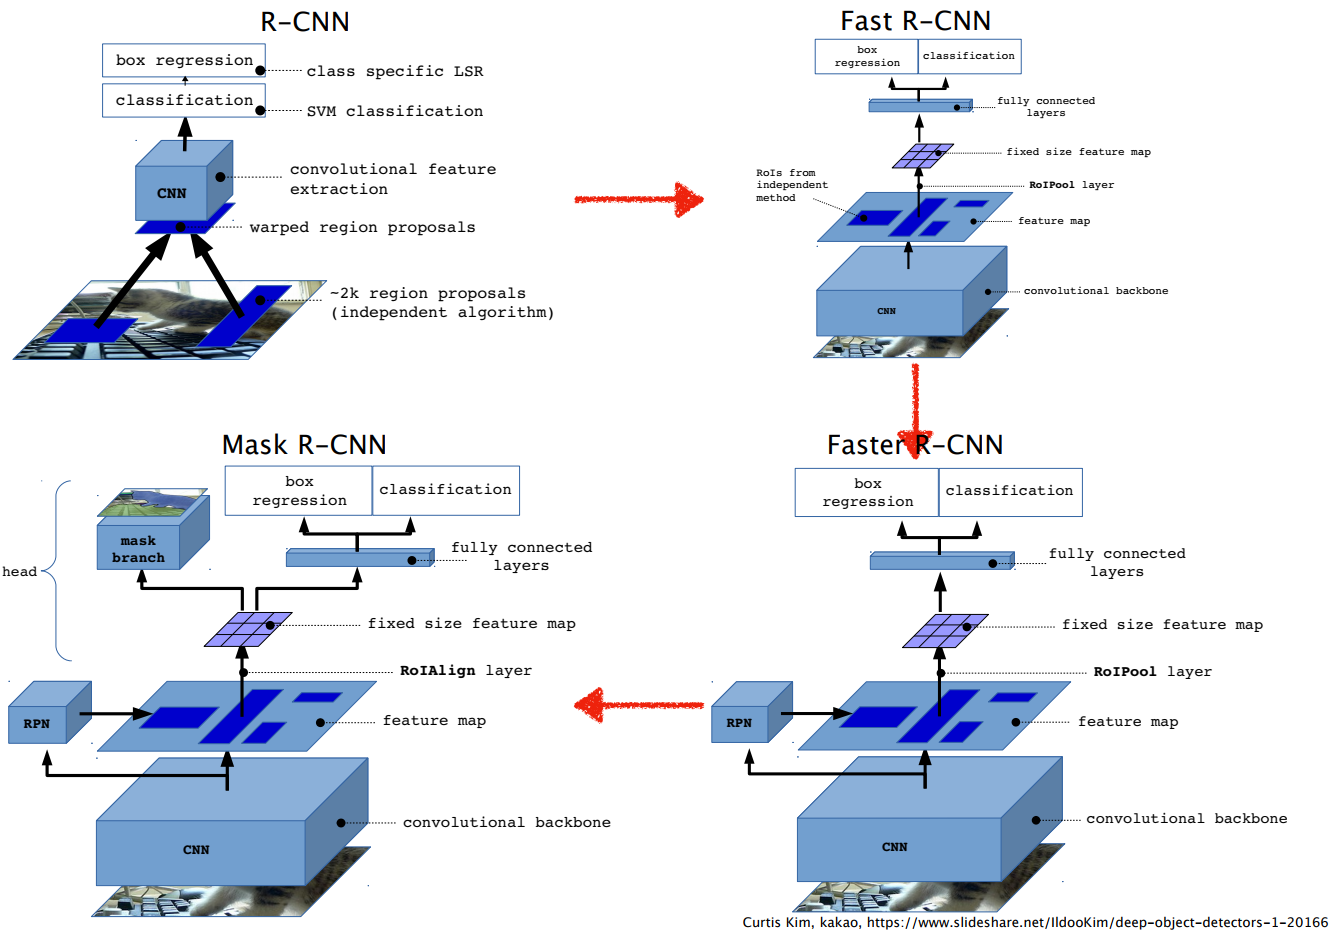 R-CNN
box regression
class specific LSR
classification
SVM classification
convolutional feature
extraction
CNN
warped region proposals
~2k region proposals
(independent algorithm)
Fast R-CNN
box
regression
classification
fully connected
layers
fixed size feature map
RoIs from
independent
method
RoIPool layer
feature map
convolutional backbone
CNN
Mask R-CNN
box
regression
classification
mask
branch
fully connected
layers
head
fixed size feature map
RoIAlign layer
RPN
feature map
convolutional backbone
CNN
Faster R-CNN
box
regression
classification
fully connected
layers
fixed size feature map
RoIPool layer
RPN
feature map
convolutional backbone
CNN
Curtis Kim, kakao, https://www.slideshare.net/IldooKim/deep-object-detectors-1-20166